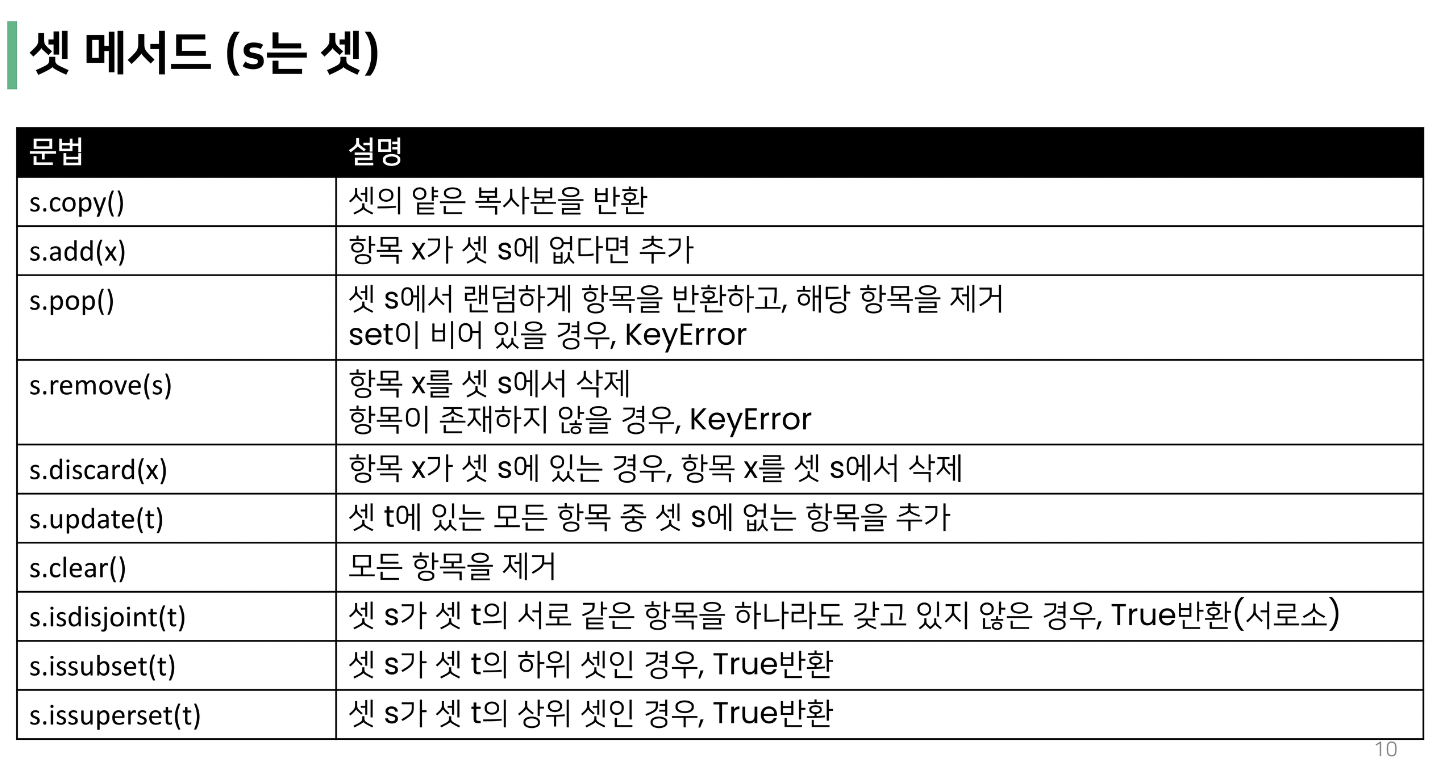 셋 메서드 (s는 셋)
문법 설명
s.copy() 셋의 얕은 복사본을 반환
s.add(x) 항목 x가 셋 s에 없다면 추가
s.pop() 셋 s에서 랜덤하게 항목을 반환하고, 해당 항목을 제거
set이 비어 있을 경우, KeyError
s.remove(s) 항목 x를 셋 s에서 삭제
항목이 존재하지 않을 경우, KeyError
s.discard(x) 항목 x가 셋 s에 있는 경우, 항목 x를 셋 s에서 삭제
s.update(t) 셋 t에 있는 모든 항목 중 셋 s에 없는 항목을 추가
s.clear() 모든 항목을 제거
s.isdisjoint(t) 셋 s가 셋 t의 서로 같은 항목을 하나라도 갖고 있지 않은 경우, True반환(서로소)
s.issubset(t) 셋 s가 셋 t의 하위 셋인 경우, True반환
s.issuperset(t) 셋 s가 셋 t의 상위 셋인 경우, True반환
10